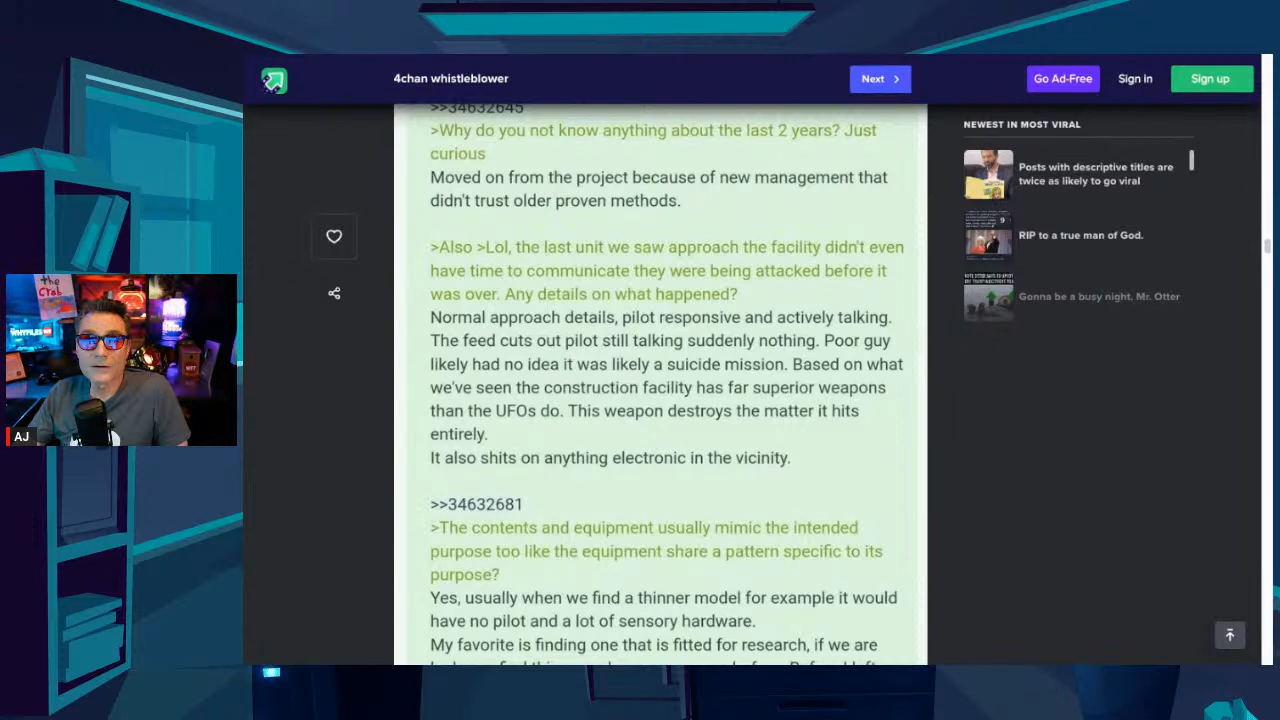 4chan whistleblower
Next
Go Ad-Free
Sign in
Sign up
>>34632645
>Why do you not know anything about the last 2 years? Just
curious
Moved on from the project because of new management that
didn't trust older proven methods.
>Also >Lol, the last unit we saw approach the facility didn't even
have time to communicate they were being attacked before it
was over. Any details on what happened?
Normal approach details, pilot responsive and actively talking.
The feed cuts out pilot still talking suddenly nothing. Poor guy
likely had no idea it was likely a suicide mission. Based on what
we've seen the construction facility has far superior weapons
than the UFOs do. This weapon destroys the matter it hits
entirely.
It also shits on anything electronic in the vicinity.
>>34632681
>The contents and equipment usually mimic the intended
purpose too like the equipment share a pattern specific to its
purpose?
Yes, usually when we find a thinner model for example it would
have no pilot and a lot of sensory hardware.
My favorite is finding one that is fitted for research, if we are
NEWEST IN MOST VIRAL
Posts with descriptive titles are
twice as likely to go viral
RIP to a true man of God.
Gonna be a busy night, Mr. Otter
the
Crab
WHYFILES
AJ